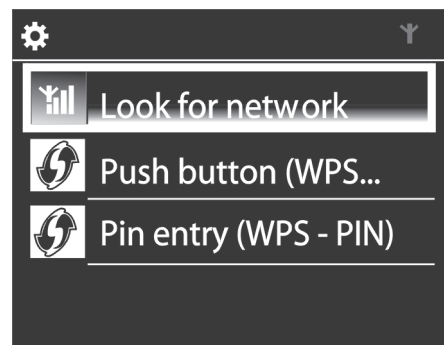 Look for network
Push button (WPS...
Pin entry (WPS - PIN)